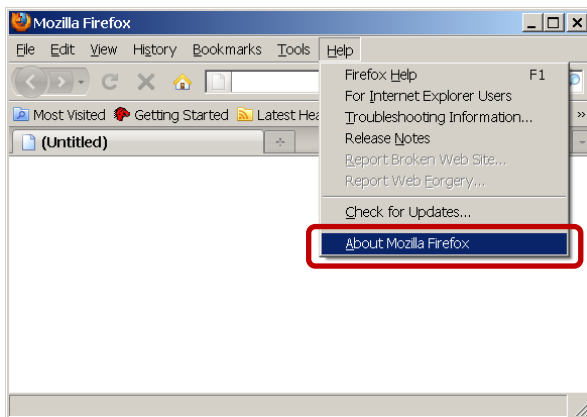 Mozilla Firefox
File Edit View History Bookmarks Tools Help
Most Visited Getting Started Latest Hea
(Untitled)
Firefox Help F1
For Internet Explorer Users
Troubleshooting Information...
Release Notes
Report Broken Web Site...
Report Web Forgery...
Check for Updates...
About Mozilla Firefox